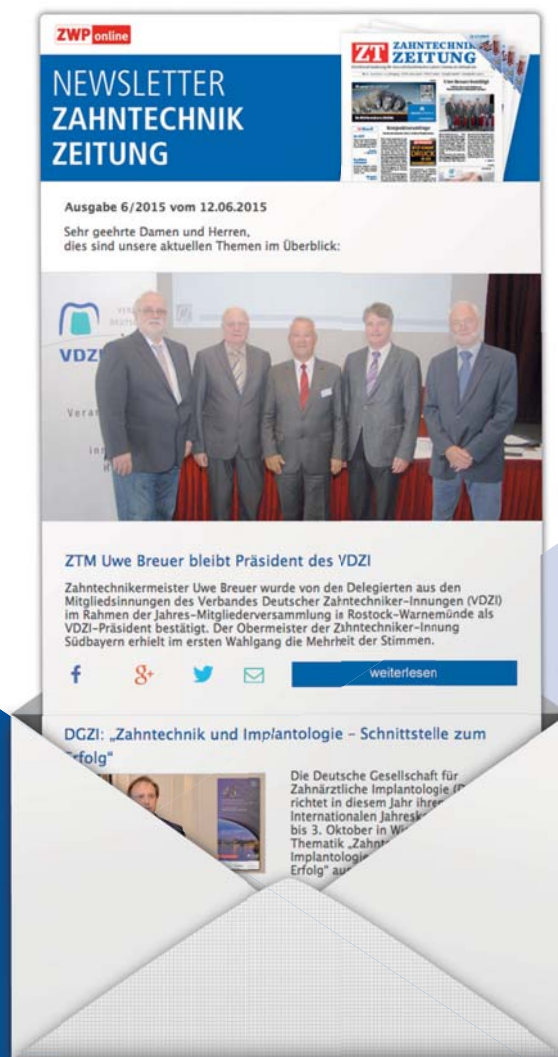 ZWP online
NEWSLETTER
ZAHNTECHNIK
ZEITUNG
ZT ZAHNTECHNIK
ZEITUNG
Ausgabe 6/2015 vom 12.06.2015
Sehr geehrte Damen und Herren,
dies sind unsere aktuellen Themen im Überblick:
VDZI
ZTM Uwe Breuer bleibt Präsident des VDZI
Zahntechnikermeister Uwe Breuer wurde von den Delegierten aus den
Mitgliedsinnungen des Verbandes Deutscher Zahntechniker-Innungen (VDZI)
im Rahmen der Jahres-Mitgliederversammlung in Rostock-Warnemünde als
VDZI-Präsident bestätigt. Der Obermeister der Zahntechniker-Innung
Südbayern erhielt im ersten Wahlgang die Mehrheit der Stimmen.
weiterlesen
DGZI: „Zahntechnik und Implantologie – Schnittstelle zum
Erfolg“
Die Deutsche Gesellschaft für
Zahnärztliche Implantologie
richtet in diesem Jahr
Internationalen
bis 3. Oktober in
Thematik
Implantologie
Erfolg“